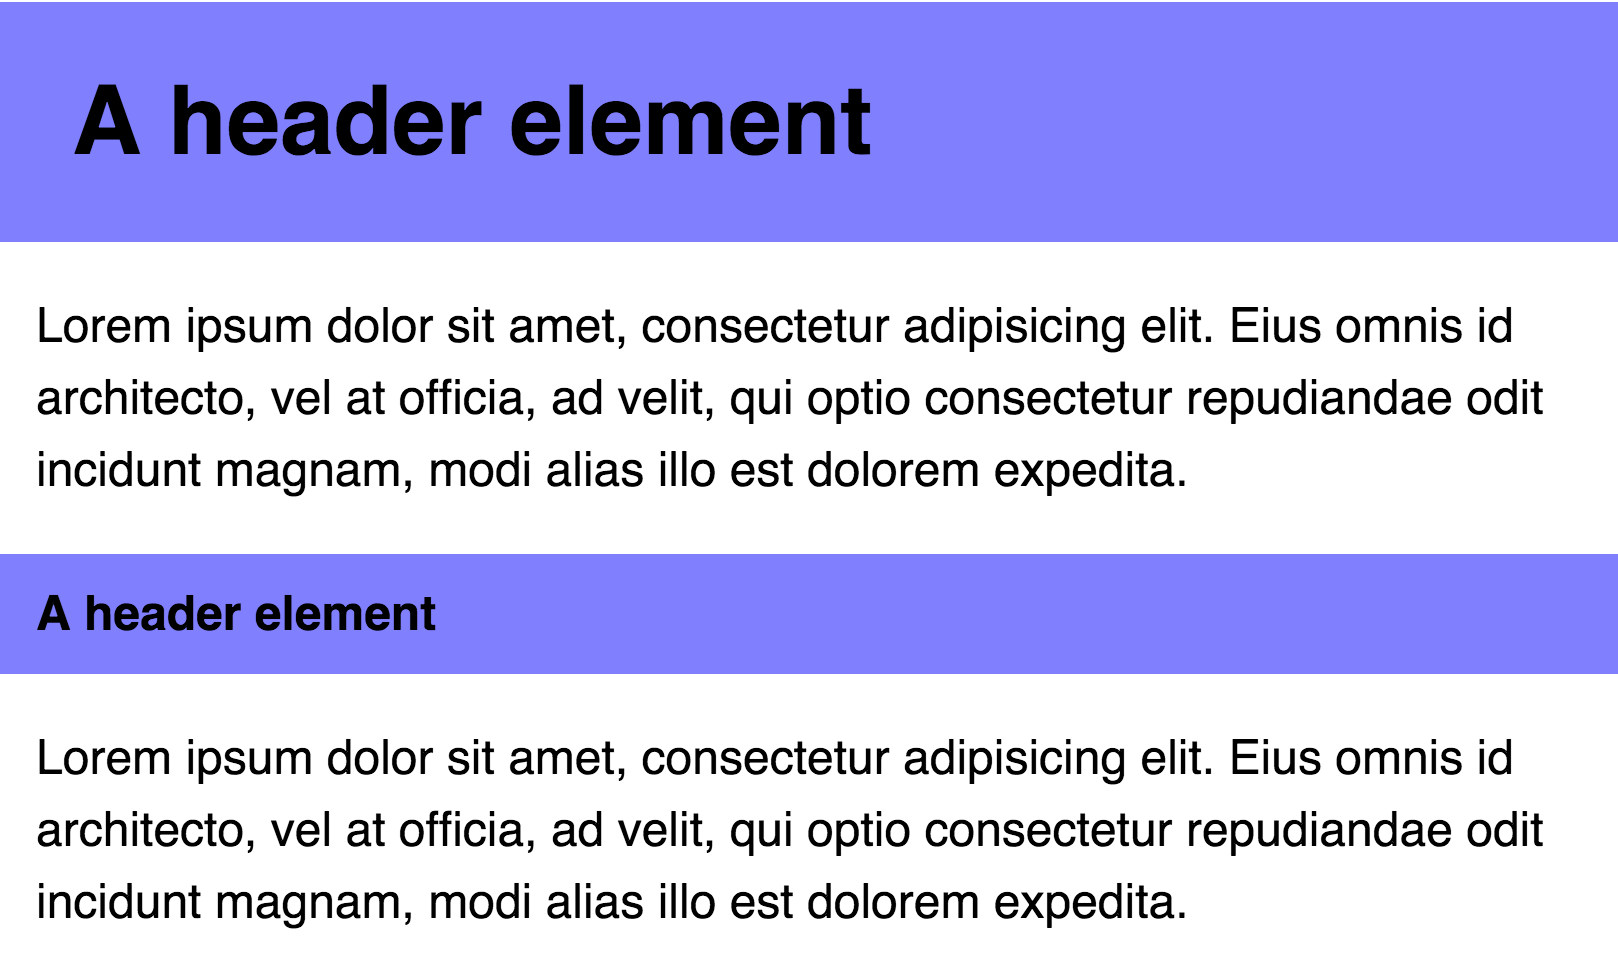 A header element
Lorem ipsum dolor sit amet, consectetur adipisicing elit. Eius omnis id
architecto, vel at officia, ad velit, qui optio consectetur repudiandae odit
incidunt magnam, modi alias illo est dolorem expedita.
A header element
Lorem ipsum dolor sit amet, consectetur adipisicing elit. Eius omnis id
architecto, vel at officia, ad velit, qui optio consectetur repudiandae odit
incidunt magnam, modi alias illo est dolorem expedita.